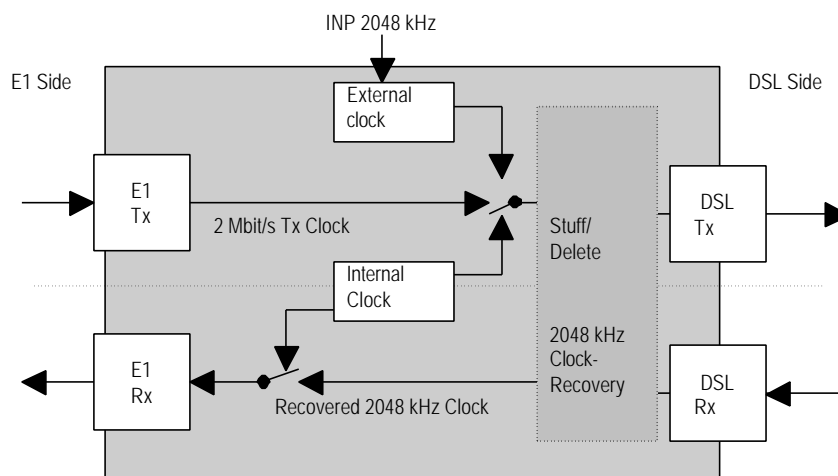 INP 2048 kHz
E1 Side
DSL Side
External
clock
E1
Tx
2 Mbit/s Tx Clock
Stuff/
Delete
DSL
Tx
Internal
Clock
E1
Rx
Recovered 2048 kHz Clock
2048 kHz
Clock-
Recovery
DSL
Rx